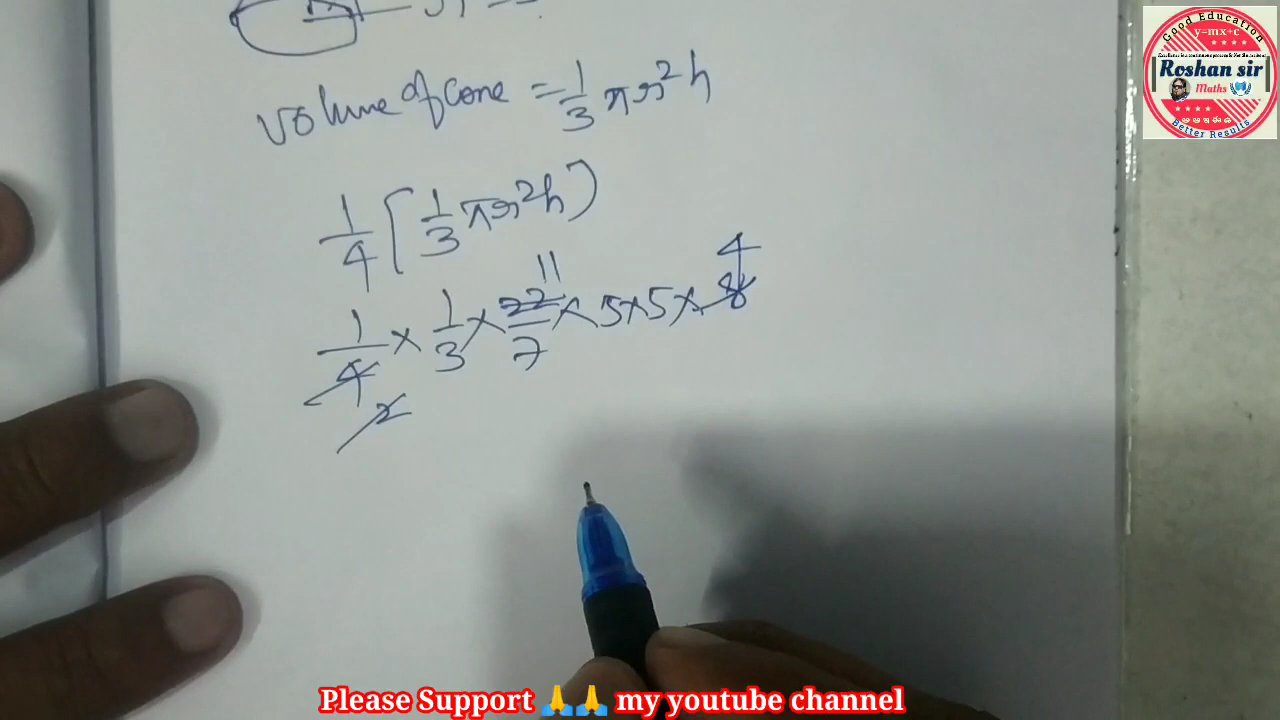 volume of cone = 1/3 πr²h
1/4 [ 1/3 πr²h )
1/4 × 1/3 × 22/7 × 5×5 × 8
11
4
2
Good Education
y=mx+c
Roshan sir
Maths
Better Results
Please Support 🙏🙏 my youtube channel